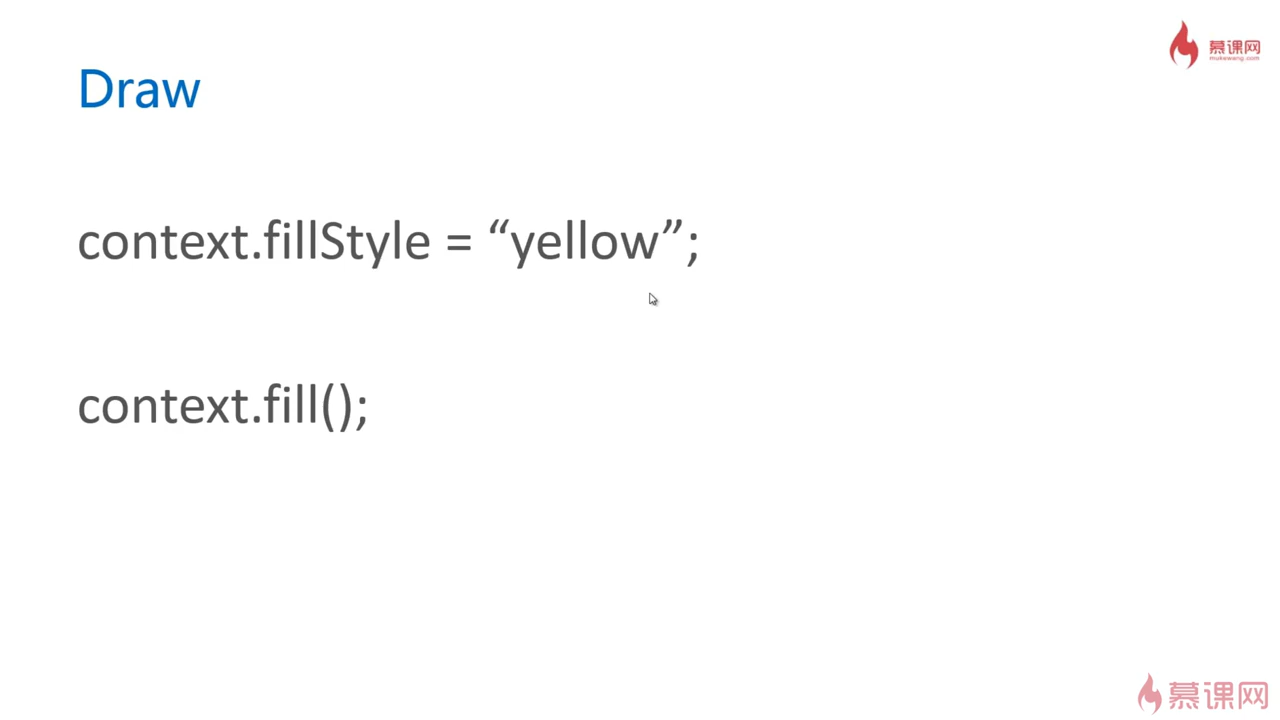 慕课网
mukewang.com
Draw
context.fillStyle = “yellow”;
context.fill();
慕课网